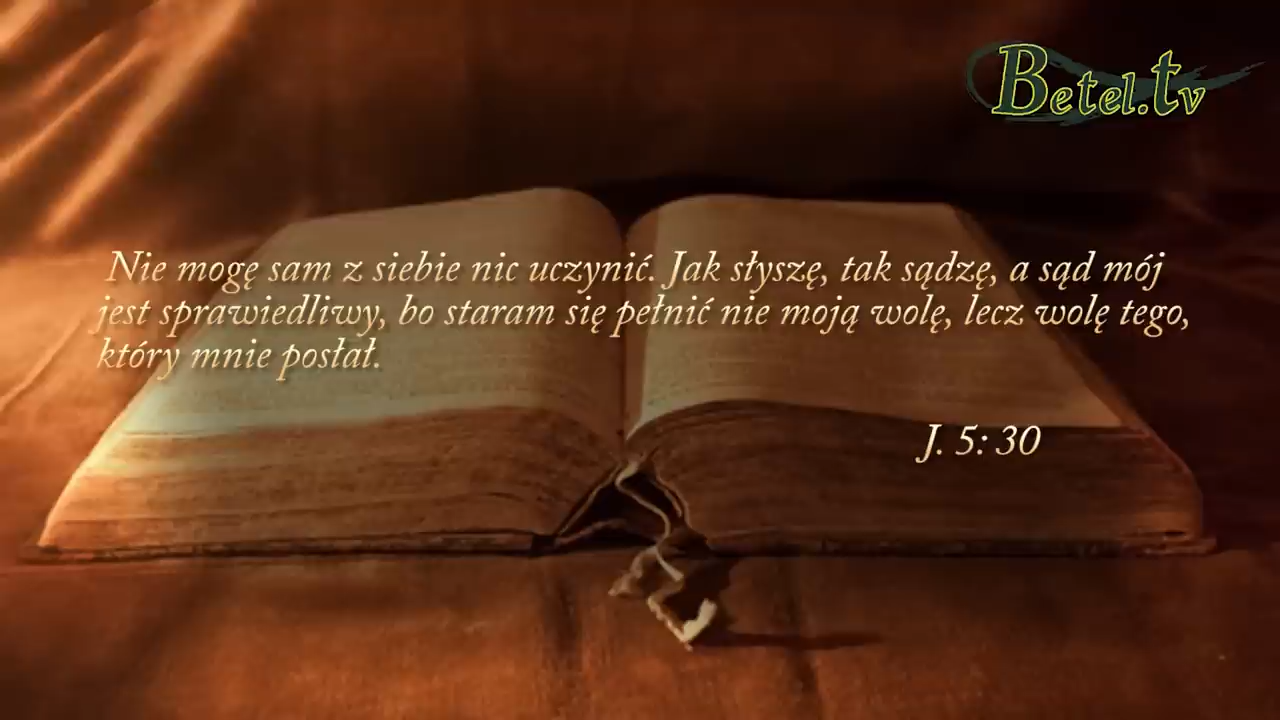 Betel.tv
Nie mogę sam z siebie nic uczynić. Jak słyszę, tak sądzę, a sąd mój
jest sprawiedliwy, bo staram się pełnić nie moją wolę, lecz wolę tego,
który mnie posłał.
J. 5: 30